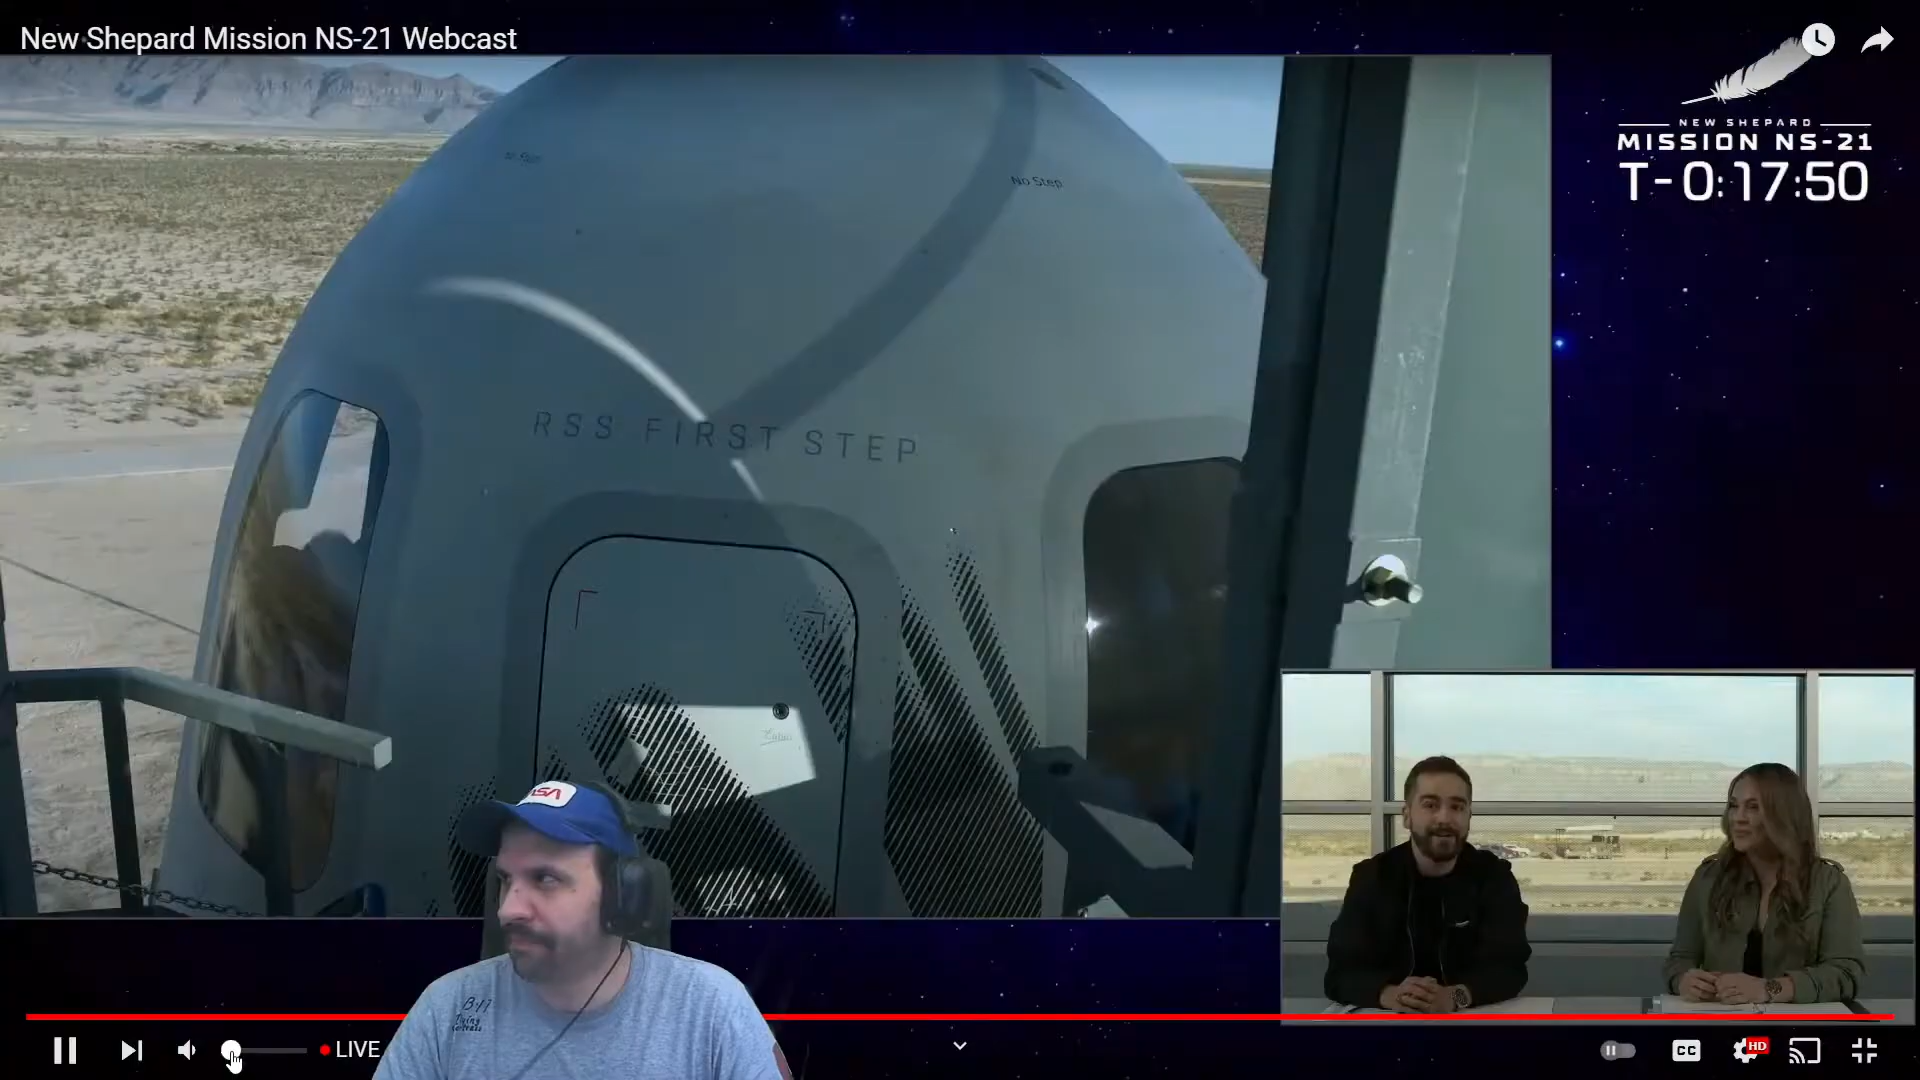 New Shepard Mission NS-21 Webcast
NEW SHEPARD
MISSION NS-21
T-0:17:50
No Step
RSS FIRST STEP
LIVE
CC
HD